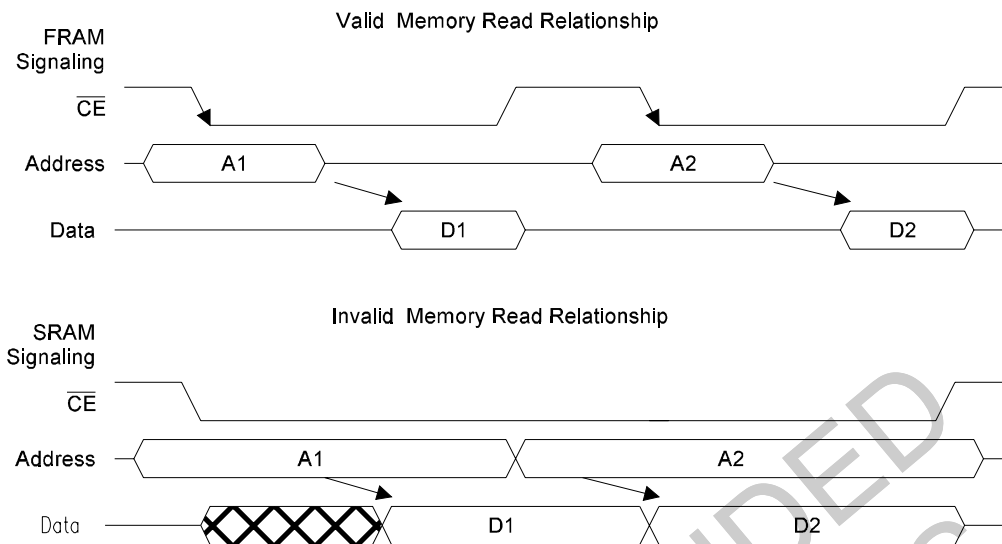 Valid Memory Read Relationship
FRAM
Signaling
CE
Address
A1
A2
Data
D1
D2
Invalid Memory Read Relationship
SRAM
Signaling
CE
Address
A1
A2
Data
D1
D2